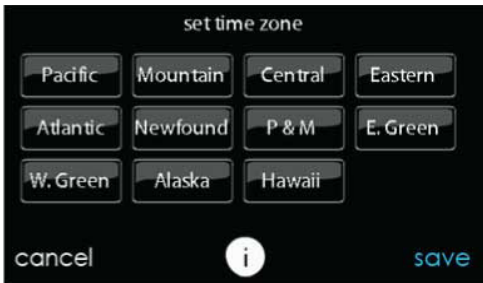 set time zone
Pacific Mountain Central Eastern
Atlantic Newfound P & M E. Green
W. Green Alaska Hawaii
cancel i save